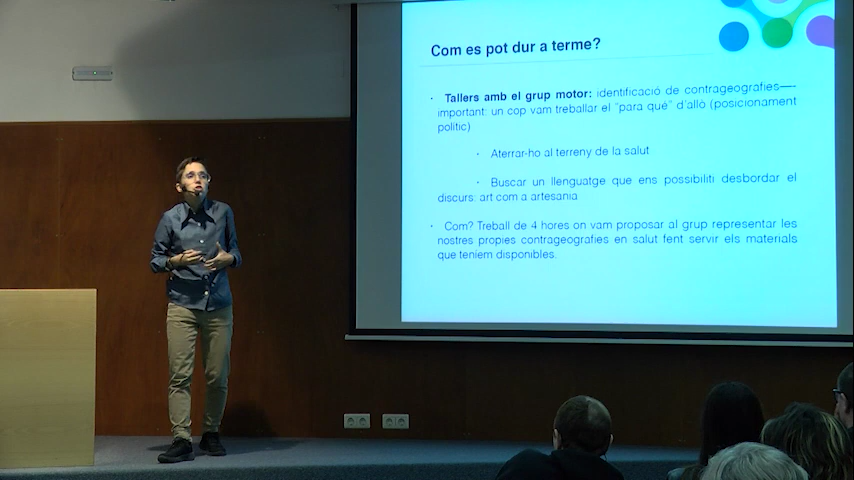 Com es pot dur a terme?
· Tallers amb el grup motor: identificació de contrageografies—-
important: un cop vam treballar el “para qué” d’allò (posicionament
polític)
· Aterrar-ho al terreny de la salut
· Buscar un llenguatge que ens possibiliti desbordar el
discurs: art com a artesania
· Com? Treball de 4 hores on vam proposar al grup representar les
nostres propies contrageografies en salut fent servir els materials
que teniem disponibles.